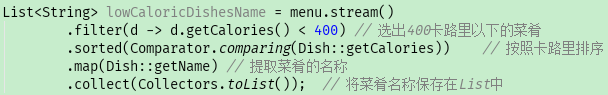 List<String> lowCaloricDishesName = menu.stream()
.filter(d -> d.getCalories() < 400) // 选出400卡路里以下的菜肴
.sorted(Comparator.comparing(Dish::getCalories)) // 按照卡路里排序
.map(Dish::getName) // 提取菜肴的名称
.collect(Collectors.toList()); // 将菜肴名称保存在List中